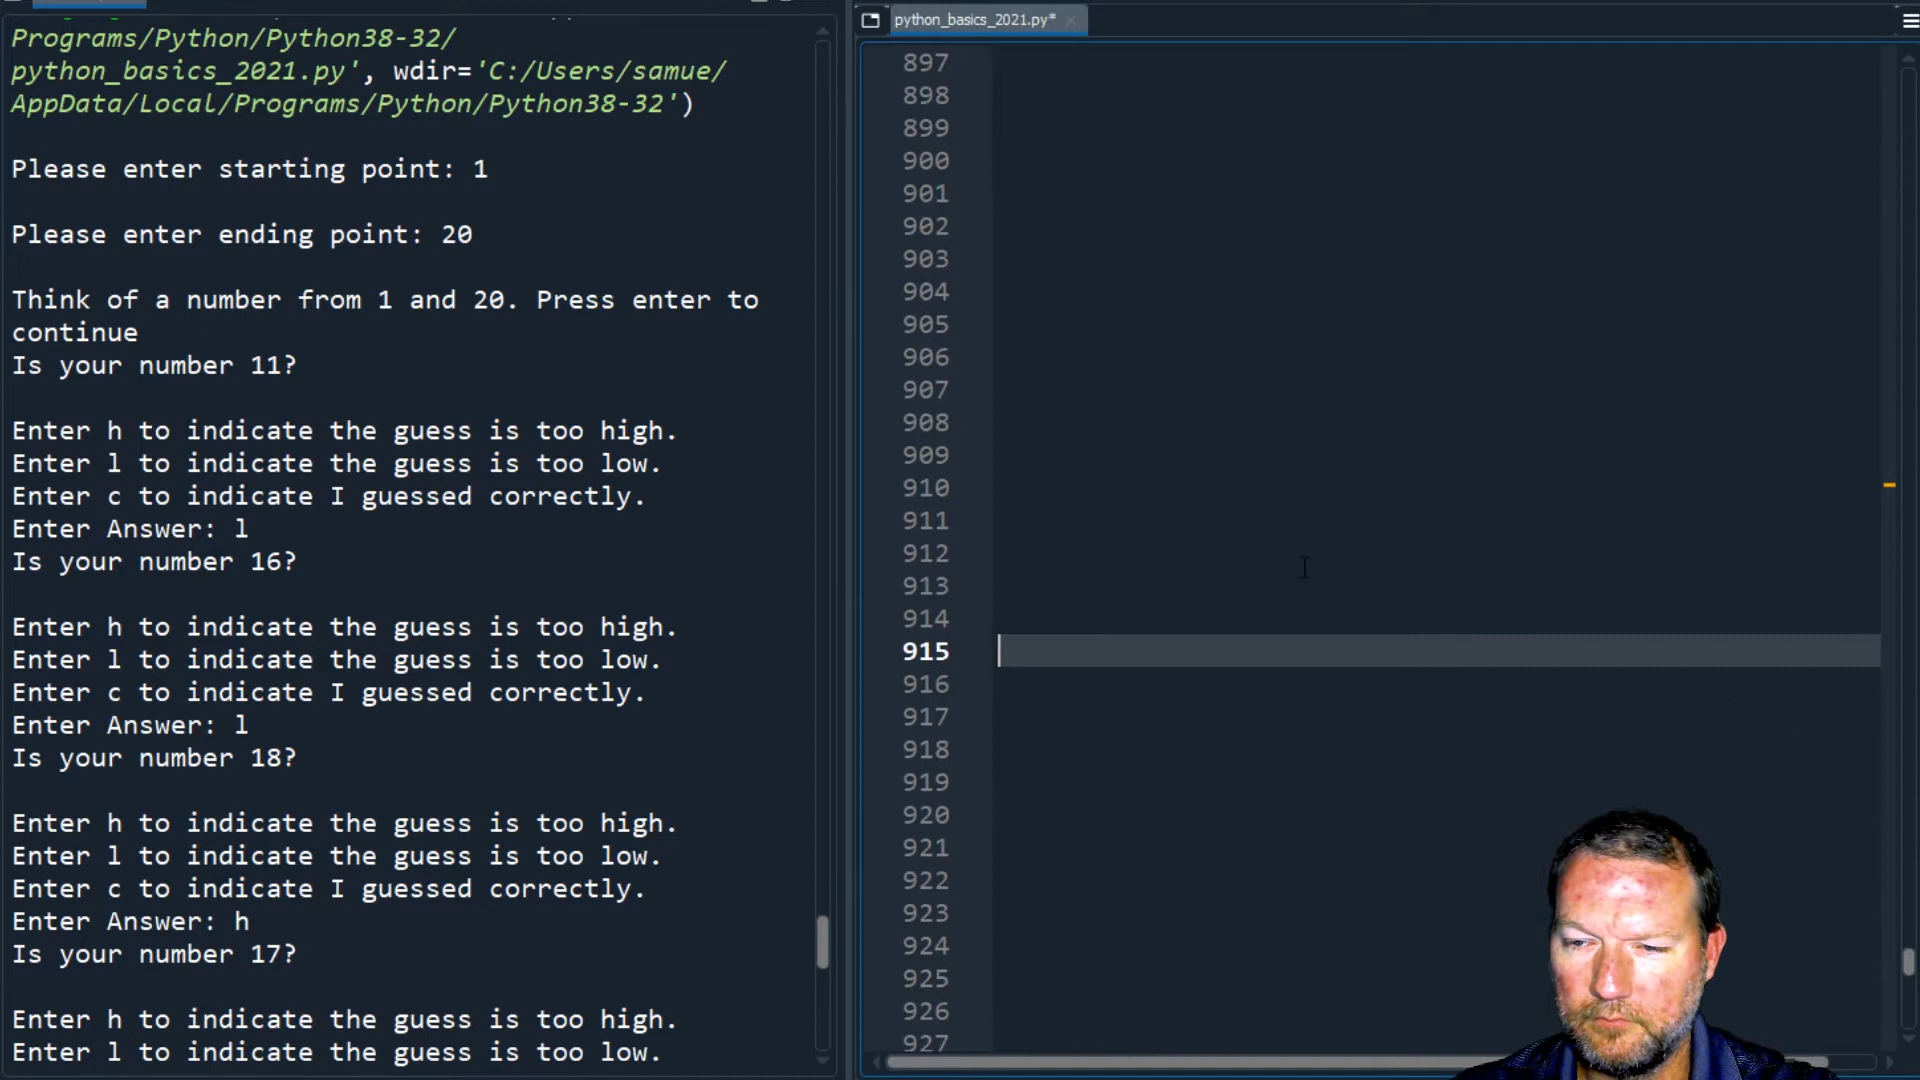 Programs/Python/Python38-32/
python_basics_2021.py', wdir='C:/Users/samue/
AppData/Local/Programs/Python/Python38-32')
Please enter starting point: 1
Please enter ending point: 20
Think of a number from 1 and 20. Press enter to
continue
Is your number 11?
Enter h to indicate the guess is too high.
Enter l to indicate the guess is too low.
Enter c to indicate I guessed correctly.
Enter Answer: l
Is your number 16?
Enter h to indicate the guess is too high.
Enter l to indicate the guess is too low.
Enter c to indicate I guessed correctly.
Enter Answer: l
Is your number 18?
Enter h to indicate the guess is too high.
Enter l to indicate the guess is too low.
Enter c to indicate I guessed correctly.
Enter Answer: h
Is your number 17?
Enter h to indicate the guess is too high.
Enter l to indicate the guess is too low.
python_basics_2021.py*
897
898
899
900
901
902
903
904
905
906
907
908
909
910
911
912
913
914
915
916
917
918
919
920
921
922
923
924
925
926
927